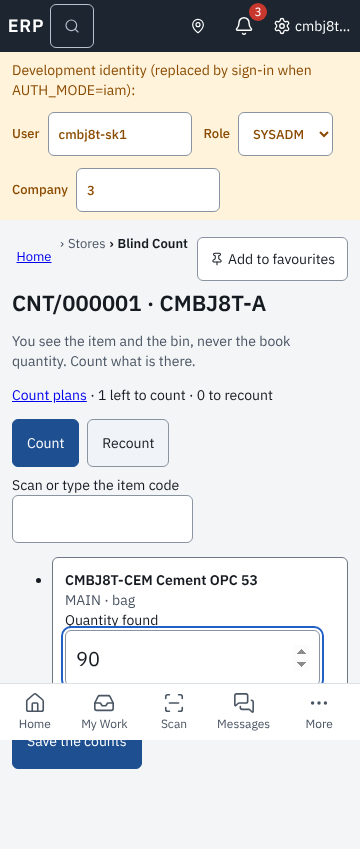 ERP
3
cmbj8t...
Development identity (replaced by sign-in when
AUTH_MODE=iam):
User cmbj8t-sk1 Role SYSADM
Company 3
Home › Stores › Blind Count
Add to favourites
CNT/000001 · CMBJ8T-A
You see the item and the bin, never the book
quantity. Count what is there.
Count plans · 1 left to count · 0 to recount
Count Recount
Scan or type the item code
CMBJ8T-CEM Cement OPC 53
MAIN · bag
Quantity found
90
Home My Work Scan Messages More
Save the counts